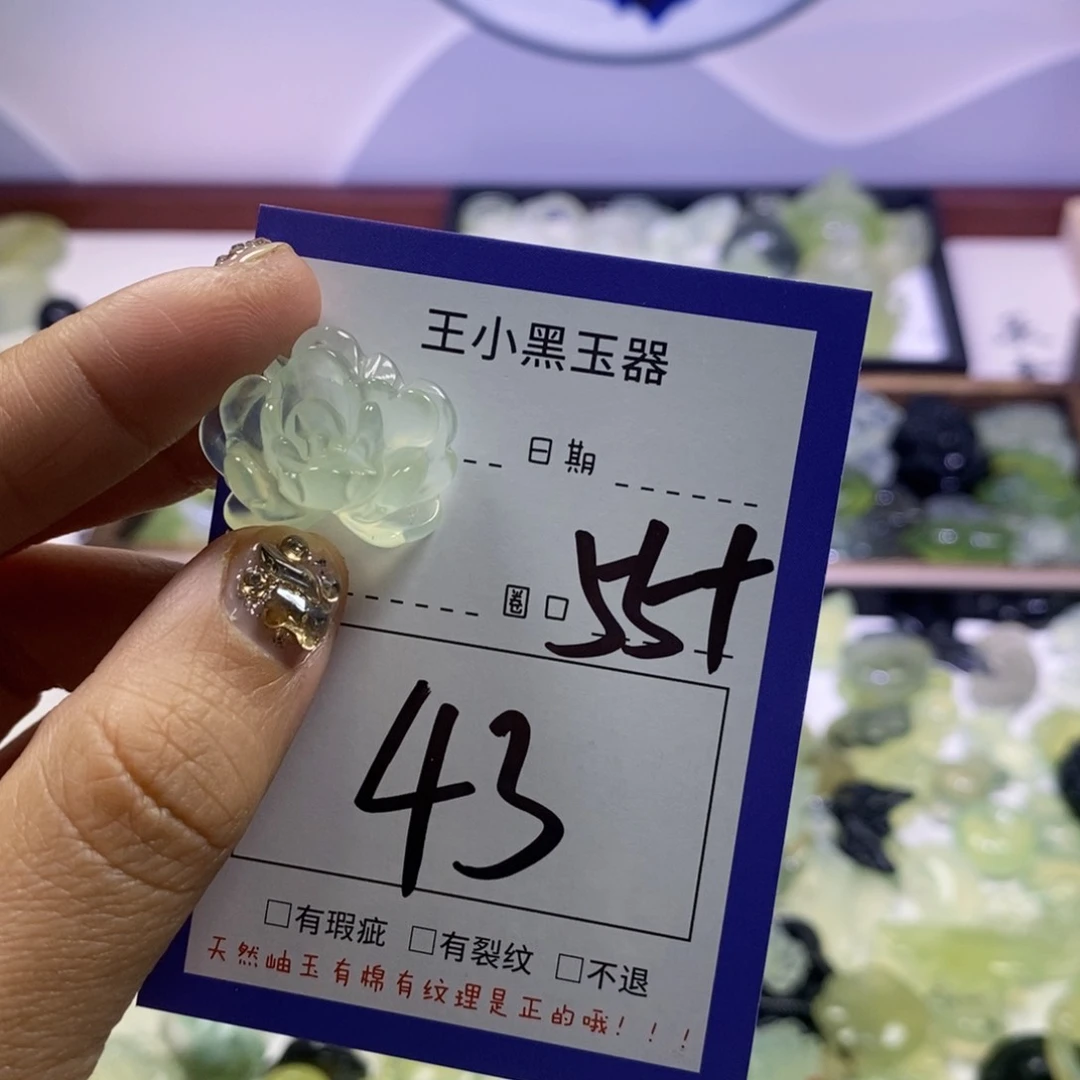 王小黑玉器
日期
圈口
43
□有瑕疵 □有裂纹 □不退
天然岫玉有棉有纹理是正的哦！！！